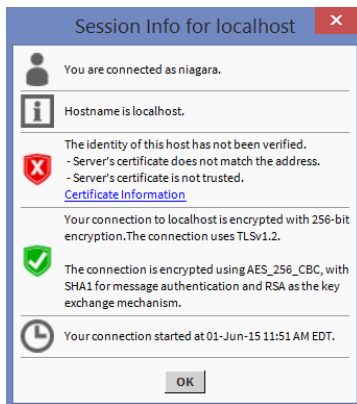 Session Info for localhost
x
You are connected as niagara.
i
Hostname is localhost.
The identity of this host has not been verified.
- Server's certificate does not match the address.
- Server's certificate is not trusted.
Certificate Information
Your connection to localhost is encrypted with 256-bit
encryption.The connection uses TLSv1.2.
The connection is encrypted using AES_256_CBC, with
SHA1 for message authentication and RSA as the key
exchange mechanism.
Your connection started at 01-Jun-15 11:51 AM EDT.
OK